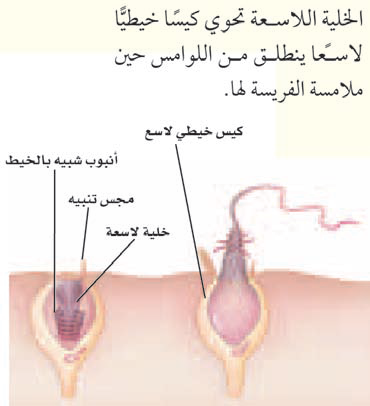 الخلية اللاسعة تحوي كيسًا خيطيًّا
لاسعًا ينطلق من اللوامس حين
ملامسة الفريسة لها.
كيس خيطي لاسع
أنبوب شبيه بالخيط
مجس تنبيه
خلية لاسعة